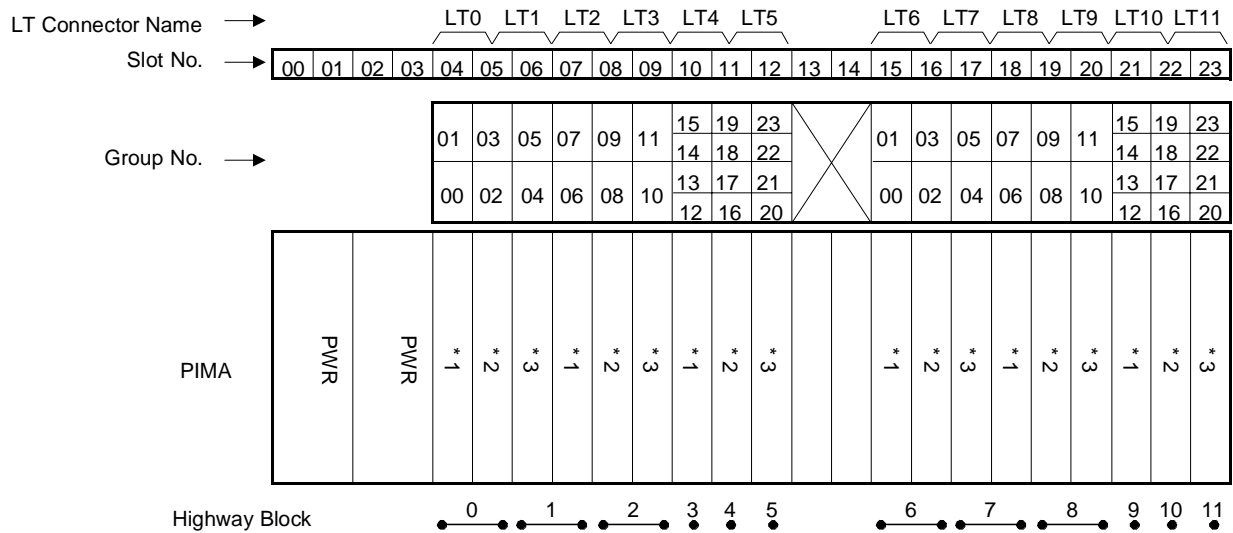 LT Connector Name LT0 LT1 LT2 LT3 LT4 LT5 LT6 LT7 LT8 LT9 LT10 LT11
Slot No. 00 01 02 03 04 05 06 07 08 09 10 11 12 13 14 15 16 17 18 19 20 21 22 23
15 19 23 15 19 23
01 03 05 07 09 11 01 03 05 07 09 11
14 18 22 14 18 22
Group No.
13 17 21 13 17 21
00 02 04 06 08 10 00 02 04 06 08 10
12 16 20 12 16 20
PIMA PWR PWR *1 *2 *3 *1 *2 *3 *1 *2 *3 *1 *2 *3 *1 *2 *3 *1 *2 *3
Highway Block 0 1 2 3 4 5 6 7 8 9 10 11